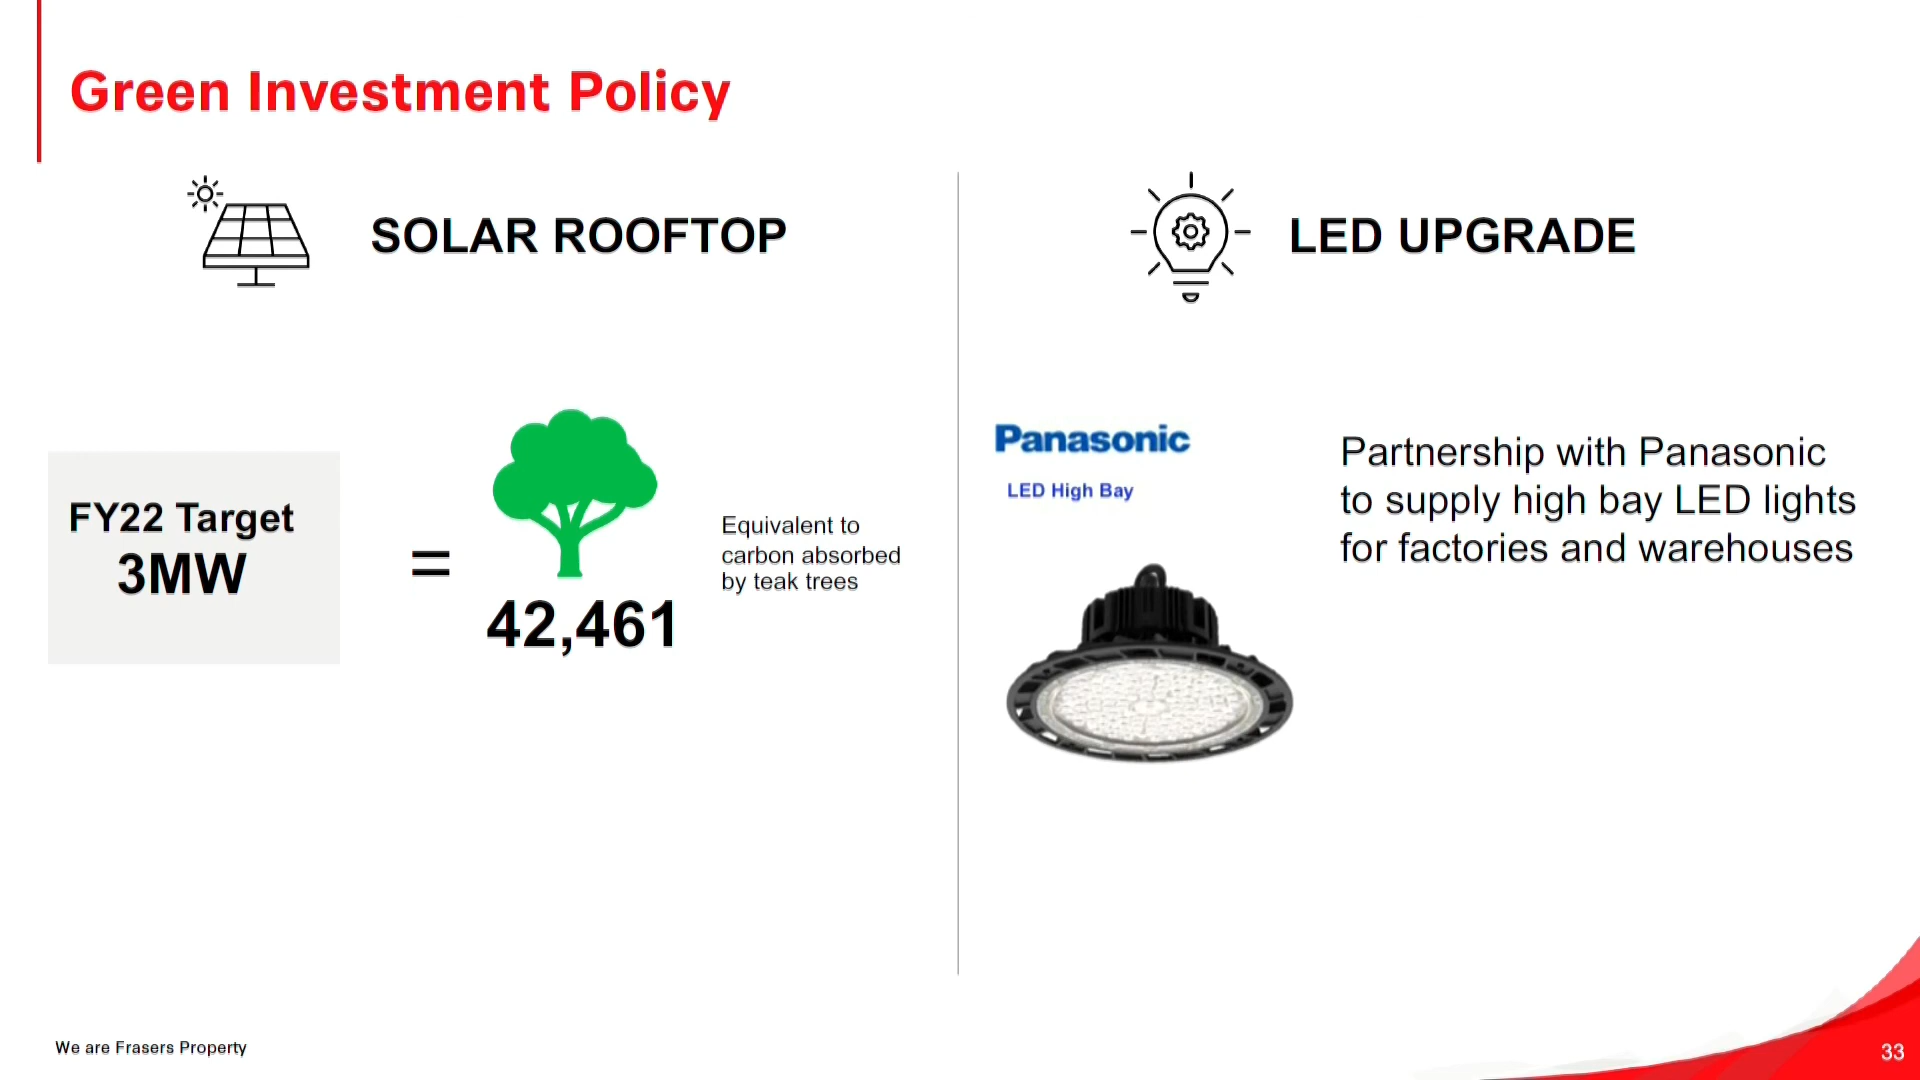 Green Investment Policy
SOLAR ROOFTOP
FY22 Target
3MW
=
42,461
Equivalent to
carbon absorbed
by teak trees
LED UPGRADE
Panasonic
LED High Bay
Partnership with Panasonic
to supply high bay LED lights
for factories and warehouses
We are Frasers Property
33